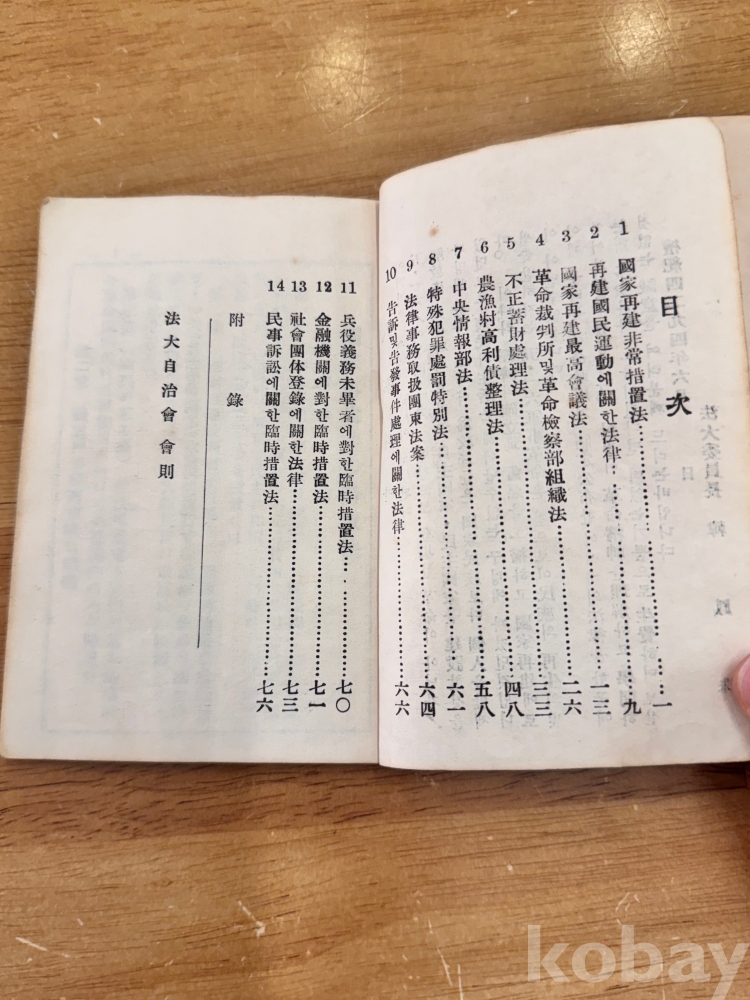 目次
1 國家再建非常措置法……一
2 再建國民運動에關한法律……九
3 國家再建最高會議法……一三
4 革命裁判所및革命檢察部組織法……二六
5 不正蓄財處理法……三三
6 農漁村高利債整理法……四八
7 中央情報部法……五八
8 特殊犯罪處罰特別法……六一
9 法律事務取扱團束法案……六四
10 告訴및告發事件處理에關한法律……六六
11 兵役義務未畢者에對한臨時措置法……七〇
12 金融機關에對한臨時措置法……七一
13 社會團体登錄에關한法律……七三
14 民事訴訟에關한臨時措置法……七六
附錄
法大自治會 會則
kobay